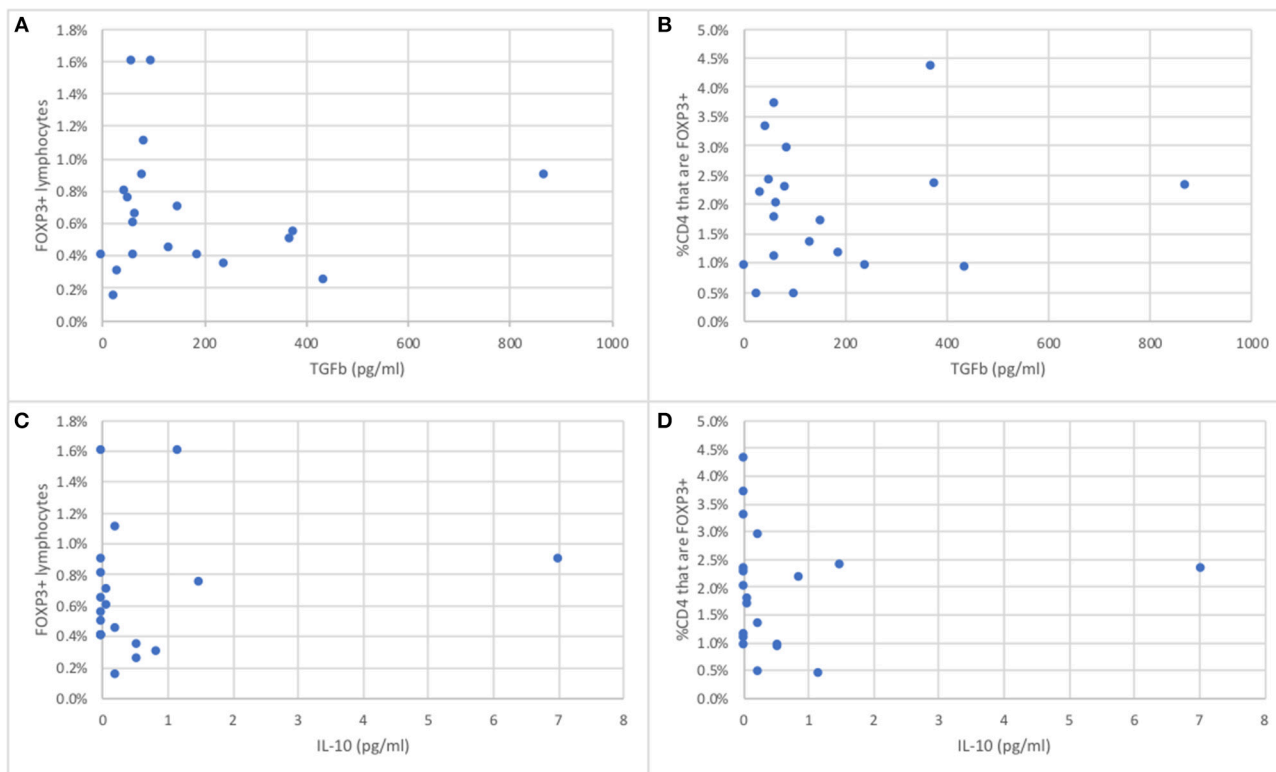 A
1.8%
1.6%
1.4%
1.2%
1.0%
0.8%
0.6%
0.4%
0.2%
0.0%
FOXP3+ lymphocytes
0 200 400 600 800 1000
TGFb (pg/ml)
B
5.0%
4.5%
4.0%
3.5%
3.0%
2.5%
2.0%
1.5%
1.0%
0.5%
0.0%
%CD4 that are FOXP3+
0 200 400 600 800 1000
TGFb (pg/ml)
C
1.8%
1.6%
1.4%
1.2%
1.0%
0.8%
0.6%
0.4%
0.2%
0.0%
FOXP3+ lymphocytes
0 1 2 3 4 5 6 7 8
IL-10 (pg/ml)
D
5.0%
4.5%
4.0%
3.5%
3.0%
2.5%
2.0%
1.5%
1.0%
0.5%
0.0%
%CD4 that are FOXP3+
0 1 2 3 4 5 6 7 8
IL-10 (pg/ml)